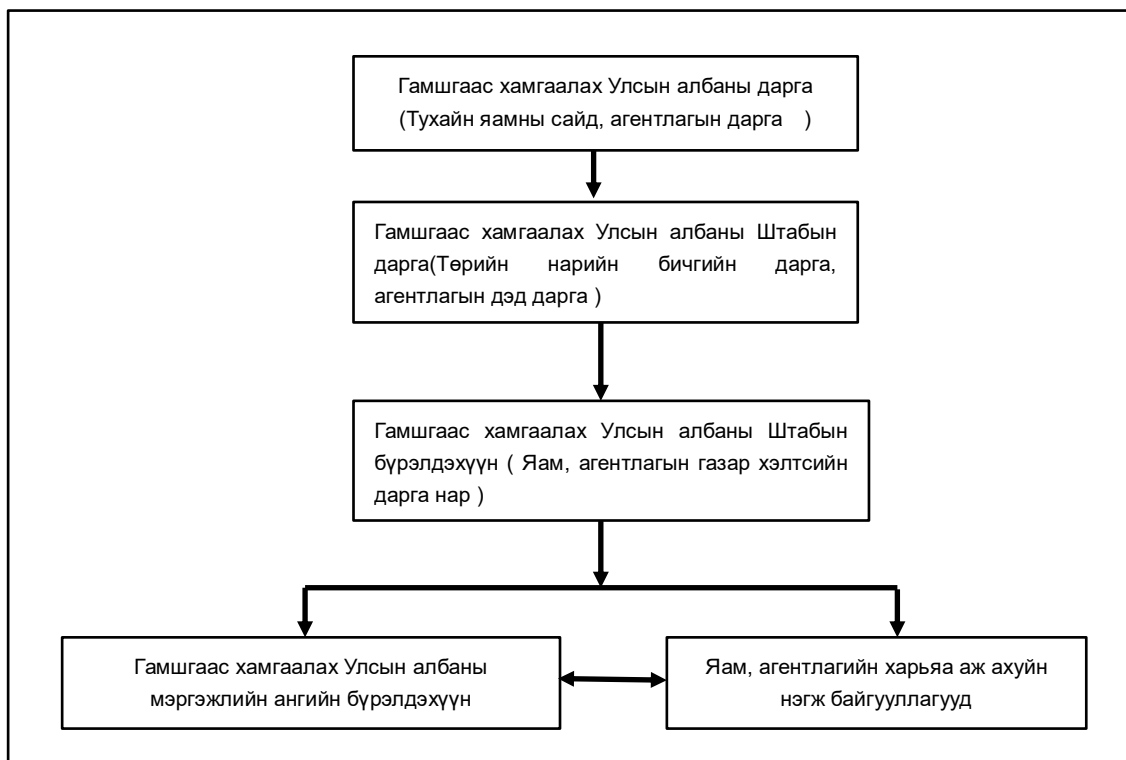 Гамшгаас хамгаалах Улсын албаны дарга
(Тухайн яамны сайд, агентлагын дарга )
Гамшгаас хамгаалах Улсын албаны Штабын
дарга(Төрийн нарийн бичгийн дарга,
агентлагын дэд дарга )
Гамшгаас хамгаалах Улсын албаны Штабын
бүрэлдэхүүн ( Яам, агентлагын газар хэлтсийн
дарга нар )
Гамшгаас хамгаалах Улсын албаны
мэргэжлийн ангийн бүрэлдэхүүн
Яам, агентлагийн харьяа аж ахуйн
нэгж байгууллагууд